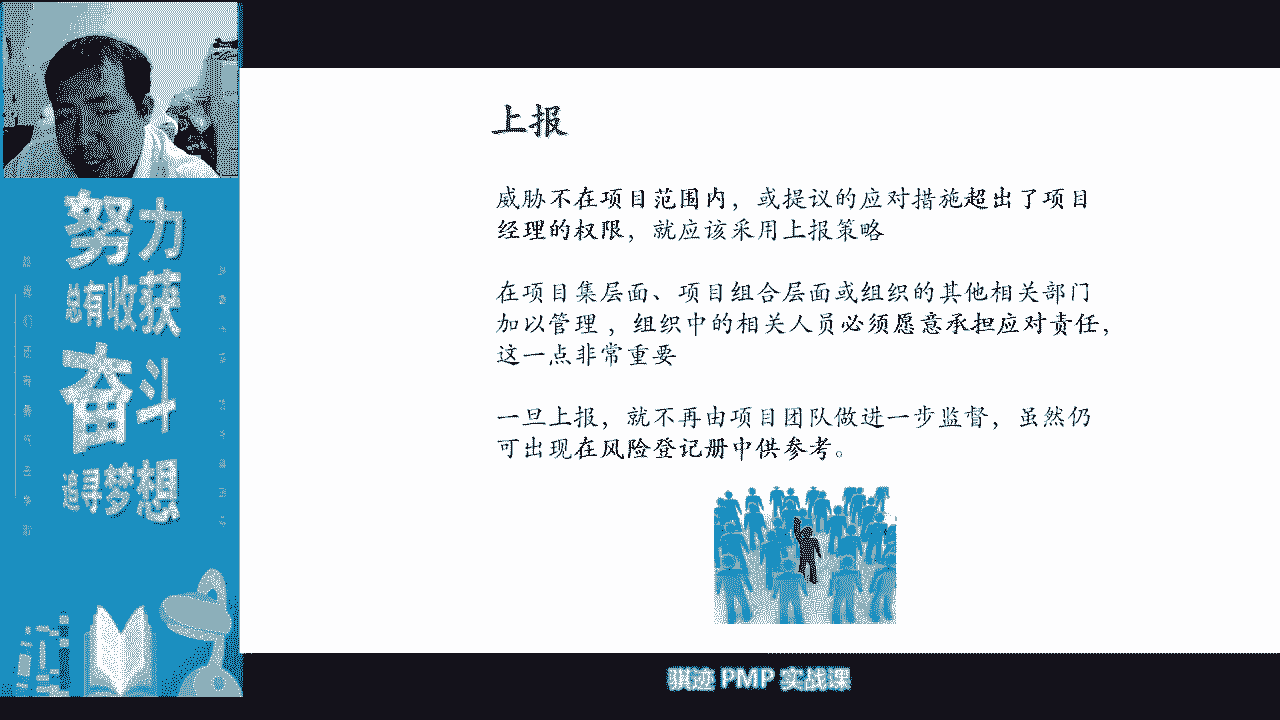 努力
总有收获
奋斗
追寻梦想
上报
威胁不在项目范围内，或提议的应对措施超出了项目
经理的权限，就应该采用上报策略
在项目集层面、项目组合层面或组织的其他相关部门
加以管理 ，组织中的相关人员必须愿意承担应对责任，
这一点非常重要
一旦上报，就不再由项目团队做进一步监督，虽然仍
可出现在风险登记册中供参考。
骐迹 PMP 实战课